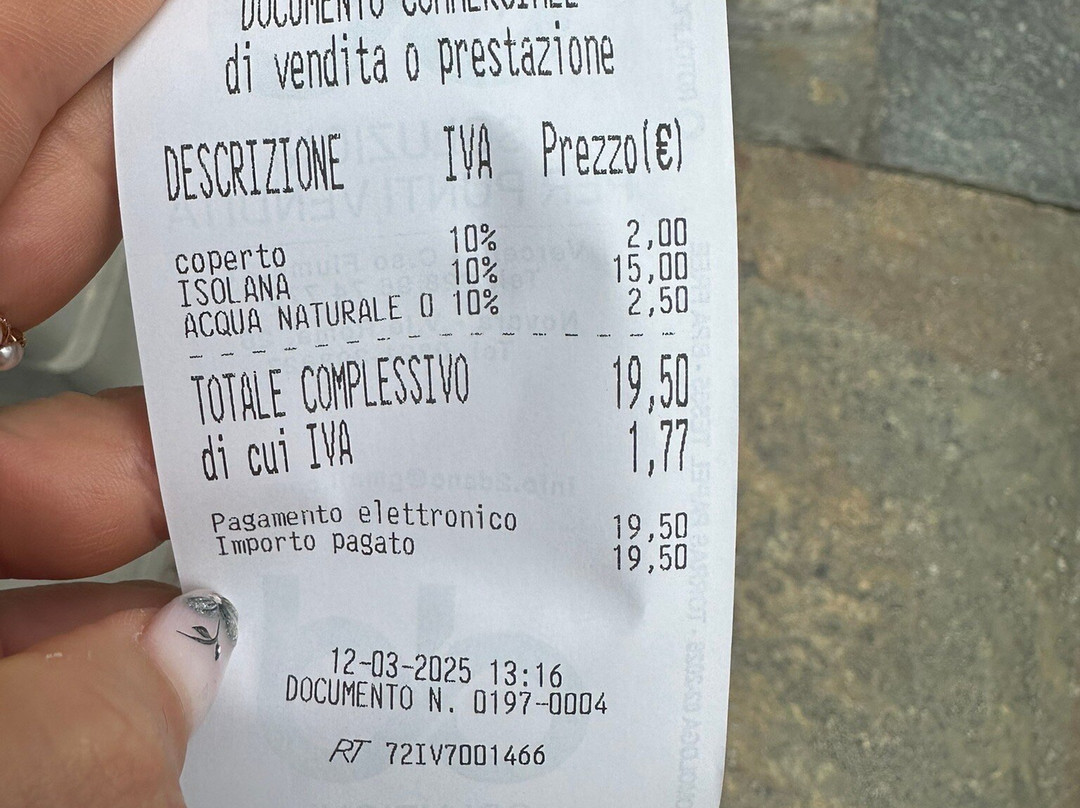 DOCUMENTO COMMERCIALE
di vendita o prestazione
DESCRIZIONE IVA Prezzo(€)
coperto 10% 2,00
ISOLANA 10% 15,00
ACQUA NATURALE 0 10% 2,50
TOTALE COMPLESSIVO 19,50
di cui IVA 1,77
Pagamento elettronico 19,50
Importo pagato 19,50
12-03-2025 13:16
DOCUMENTO N. 0197-0004
RT 72IV7001466